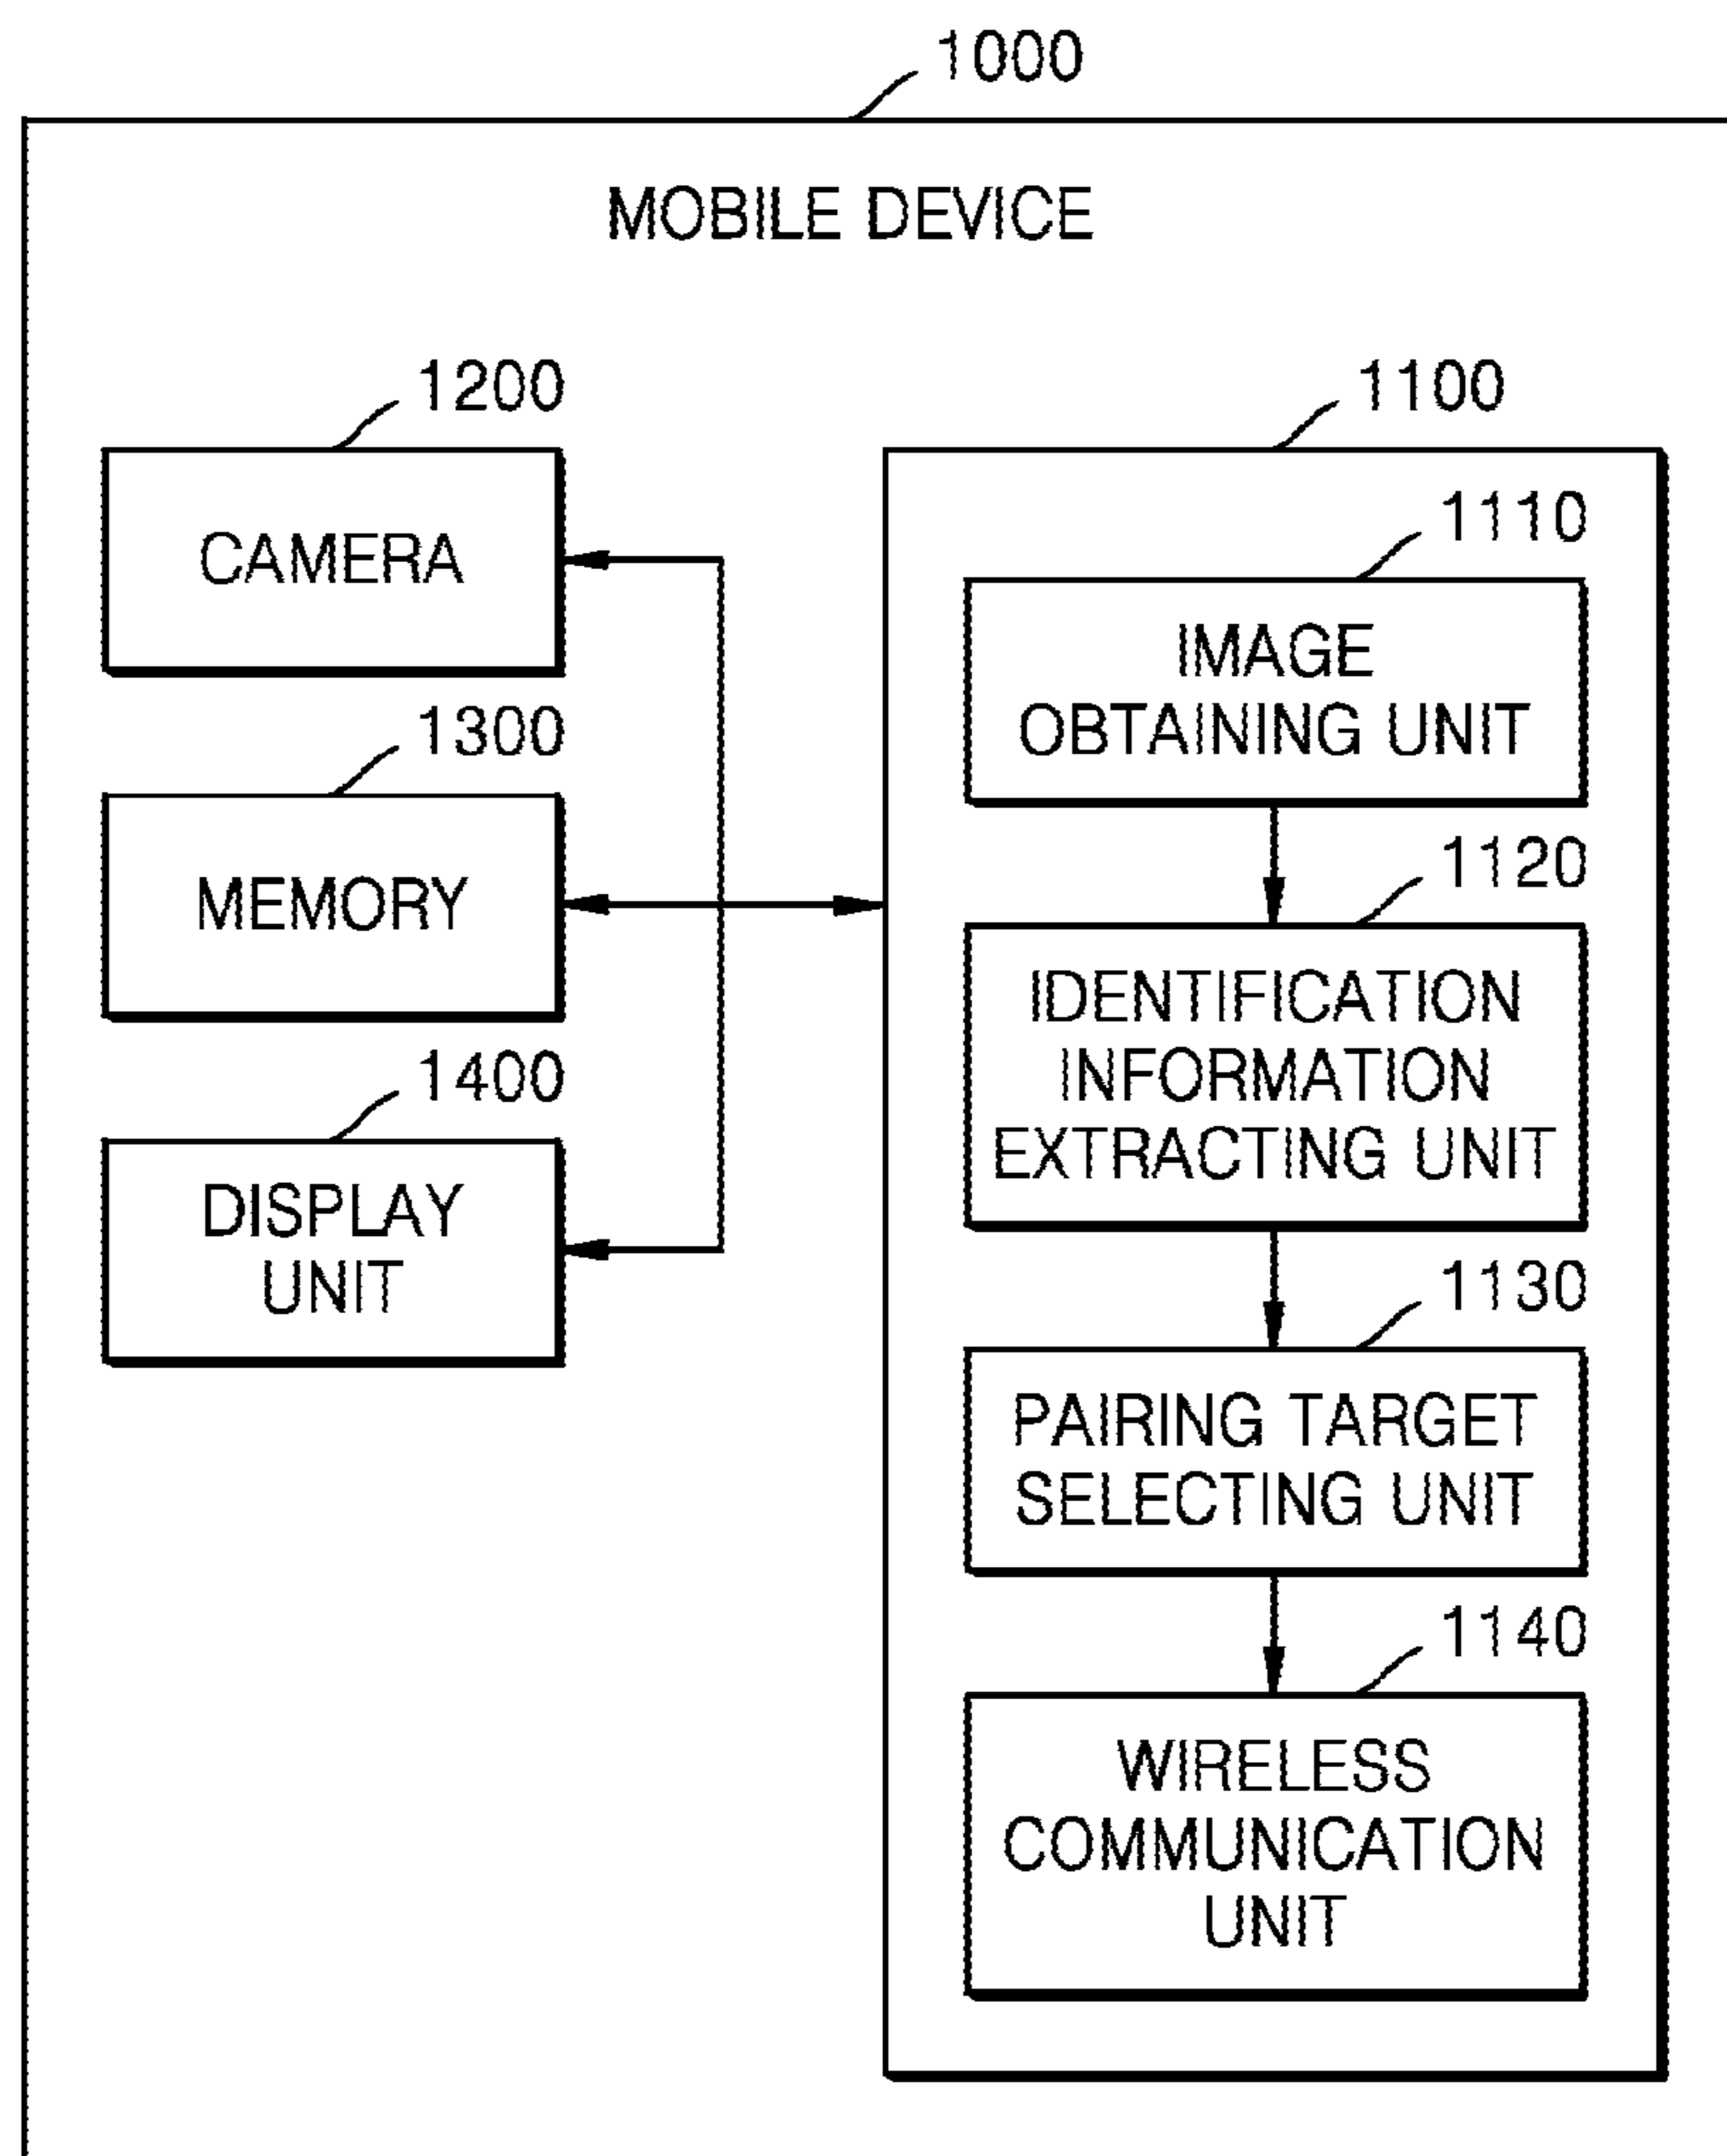 1000
MOBILE DEVICE
1200
CAMERA
1300
MEMORY
1400
DISPLAY
UNIT
1100
1110
IMAGE
OBTAINING UNIT
1120
IDENTIFICATION
INFORMATION
EXTRACTING UNIT
1130
PAIRING TARGET
SELECTING UNIT
1140
WIRELESS
COMMUNICATION
UNIT